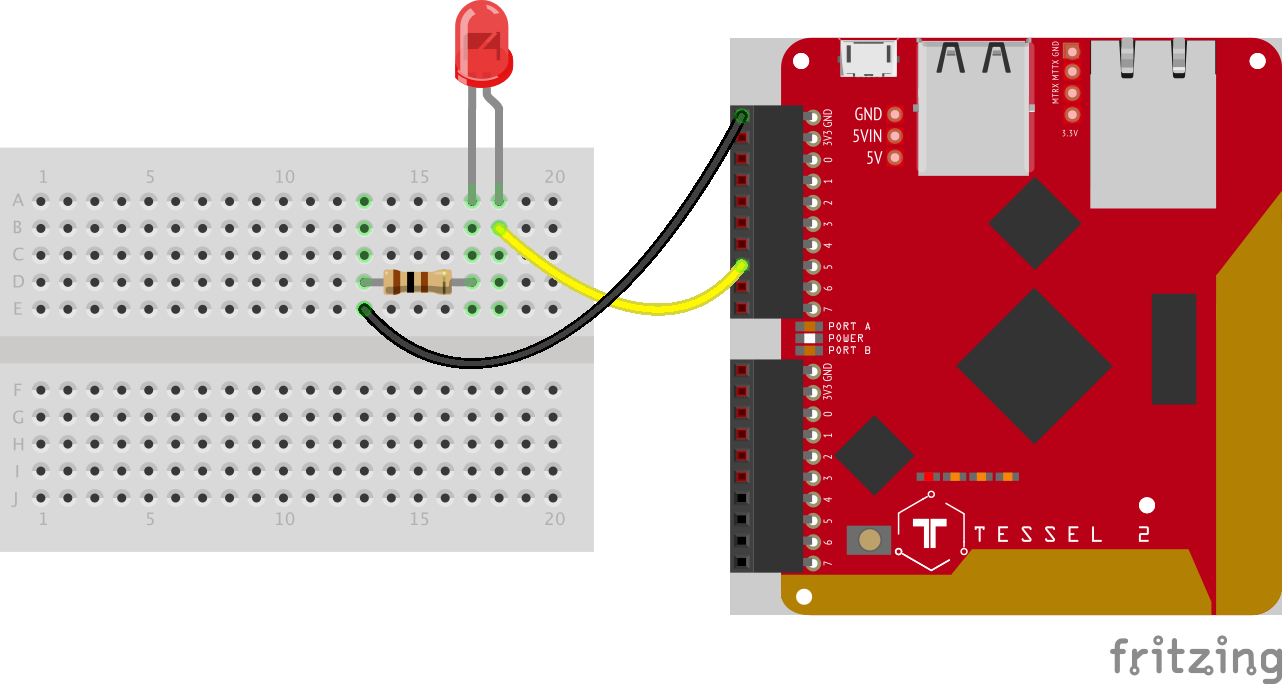 1 5 10 15 20
A
B
C
D
E
F
G
H
I
J
1 5 10 15 20
GND
3V3
0
1
2
3
4
5
6
7
GND
5VIN
5V
MTRX MTTX GND
3.3V
PORT A
POWER
PORT B
GND
3V3
0
1
2
3
4
5
6
7
TESSEL 2
fritzing